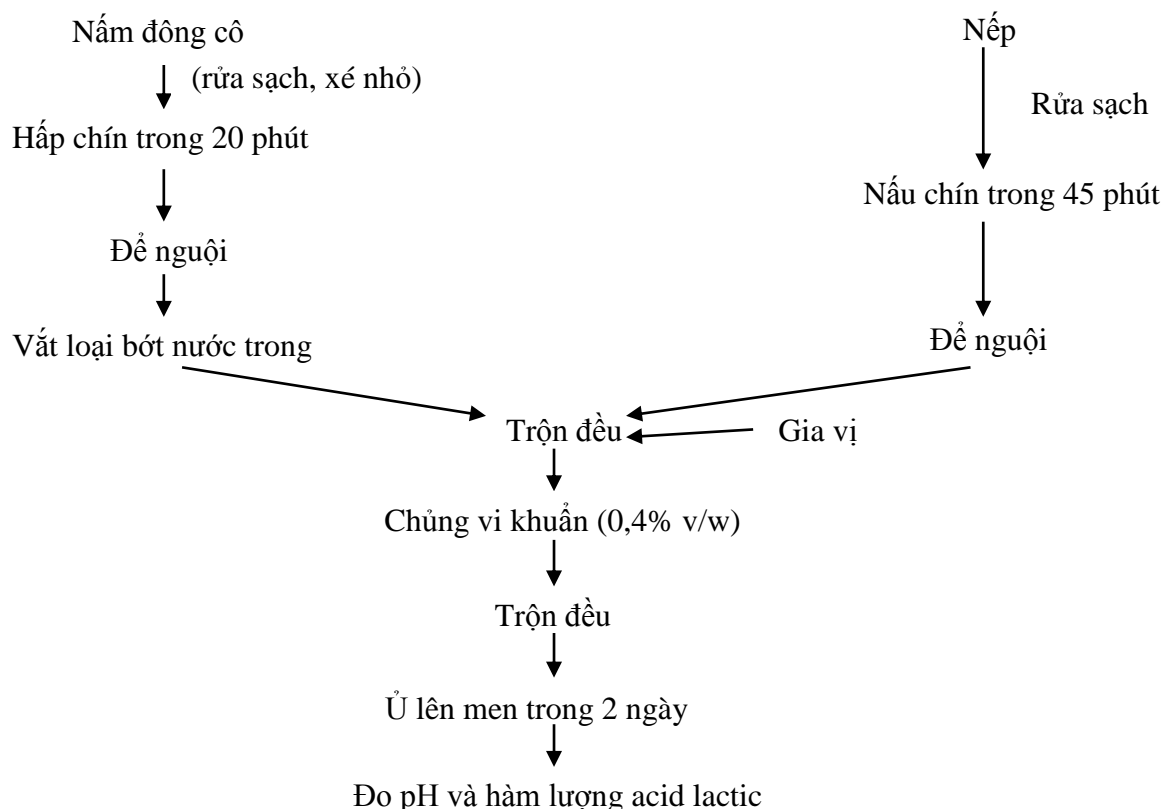 Nấm đông cô
(rửa sạch, xé nhỏ)
Hấp chín trong 20 phút
Để nguội
Vắt loại bớt nước trong
Nếp
Rửa sạch
Nấu chín trong 45 phút
Để nguội
Trộn đều
Gia vị
Chủng vi khuẩn (0,4% v/w)
Trộn đều
Ủ lên men trong 2 ngày
Đo pH và hàm lượng acid lactic